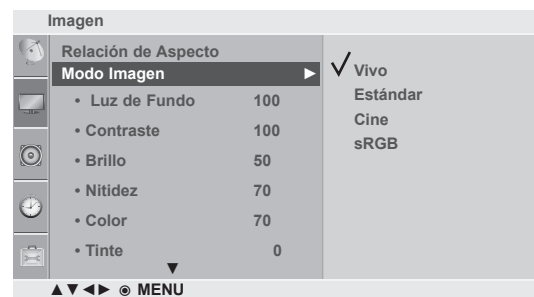 Imagen
Relación de Aspecto
Modo Imagen ►
• Luz de Fundo 100
• Contraste 100
• Brillo 50
• Nitidez 70
• Color 70
• Tinte 0
▼
✓ Vivo
Estándar
Cine
sRGB
▲▼◄► ◉ MENU